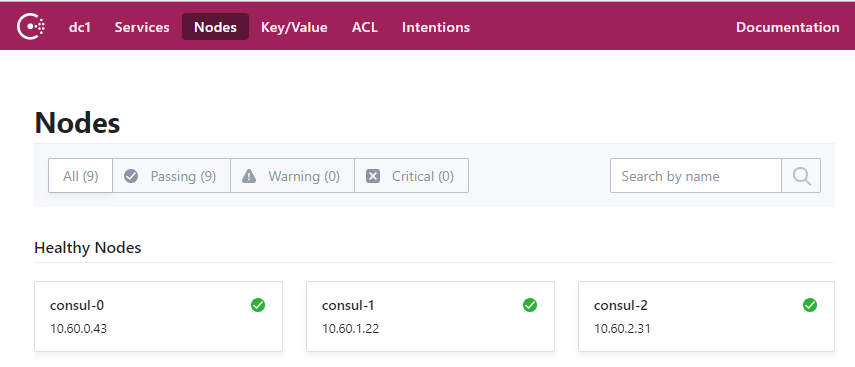 dc1 Services Nodes Key/Value ACL Intentions Documentation
Nodes
All (9) Passing (9) Warning (0) Critical (0) Search by name
Healthy Nodes
consul-0 consul-1 consul-2
10.60.0.43 10.60.1.22 10.60.2.31